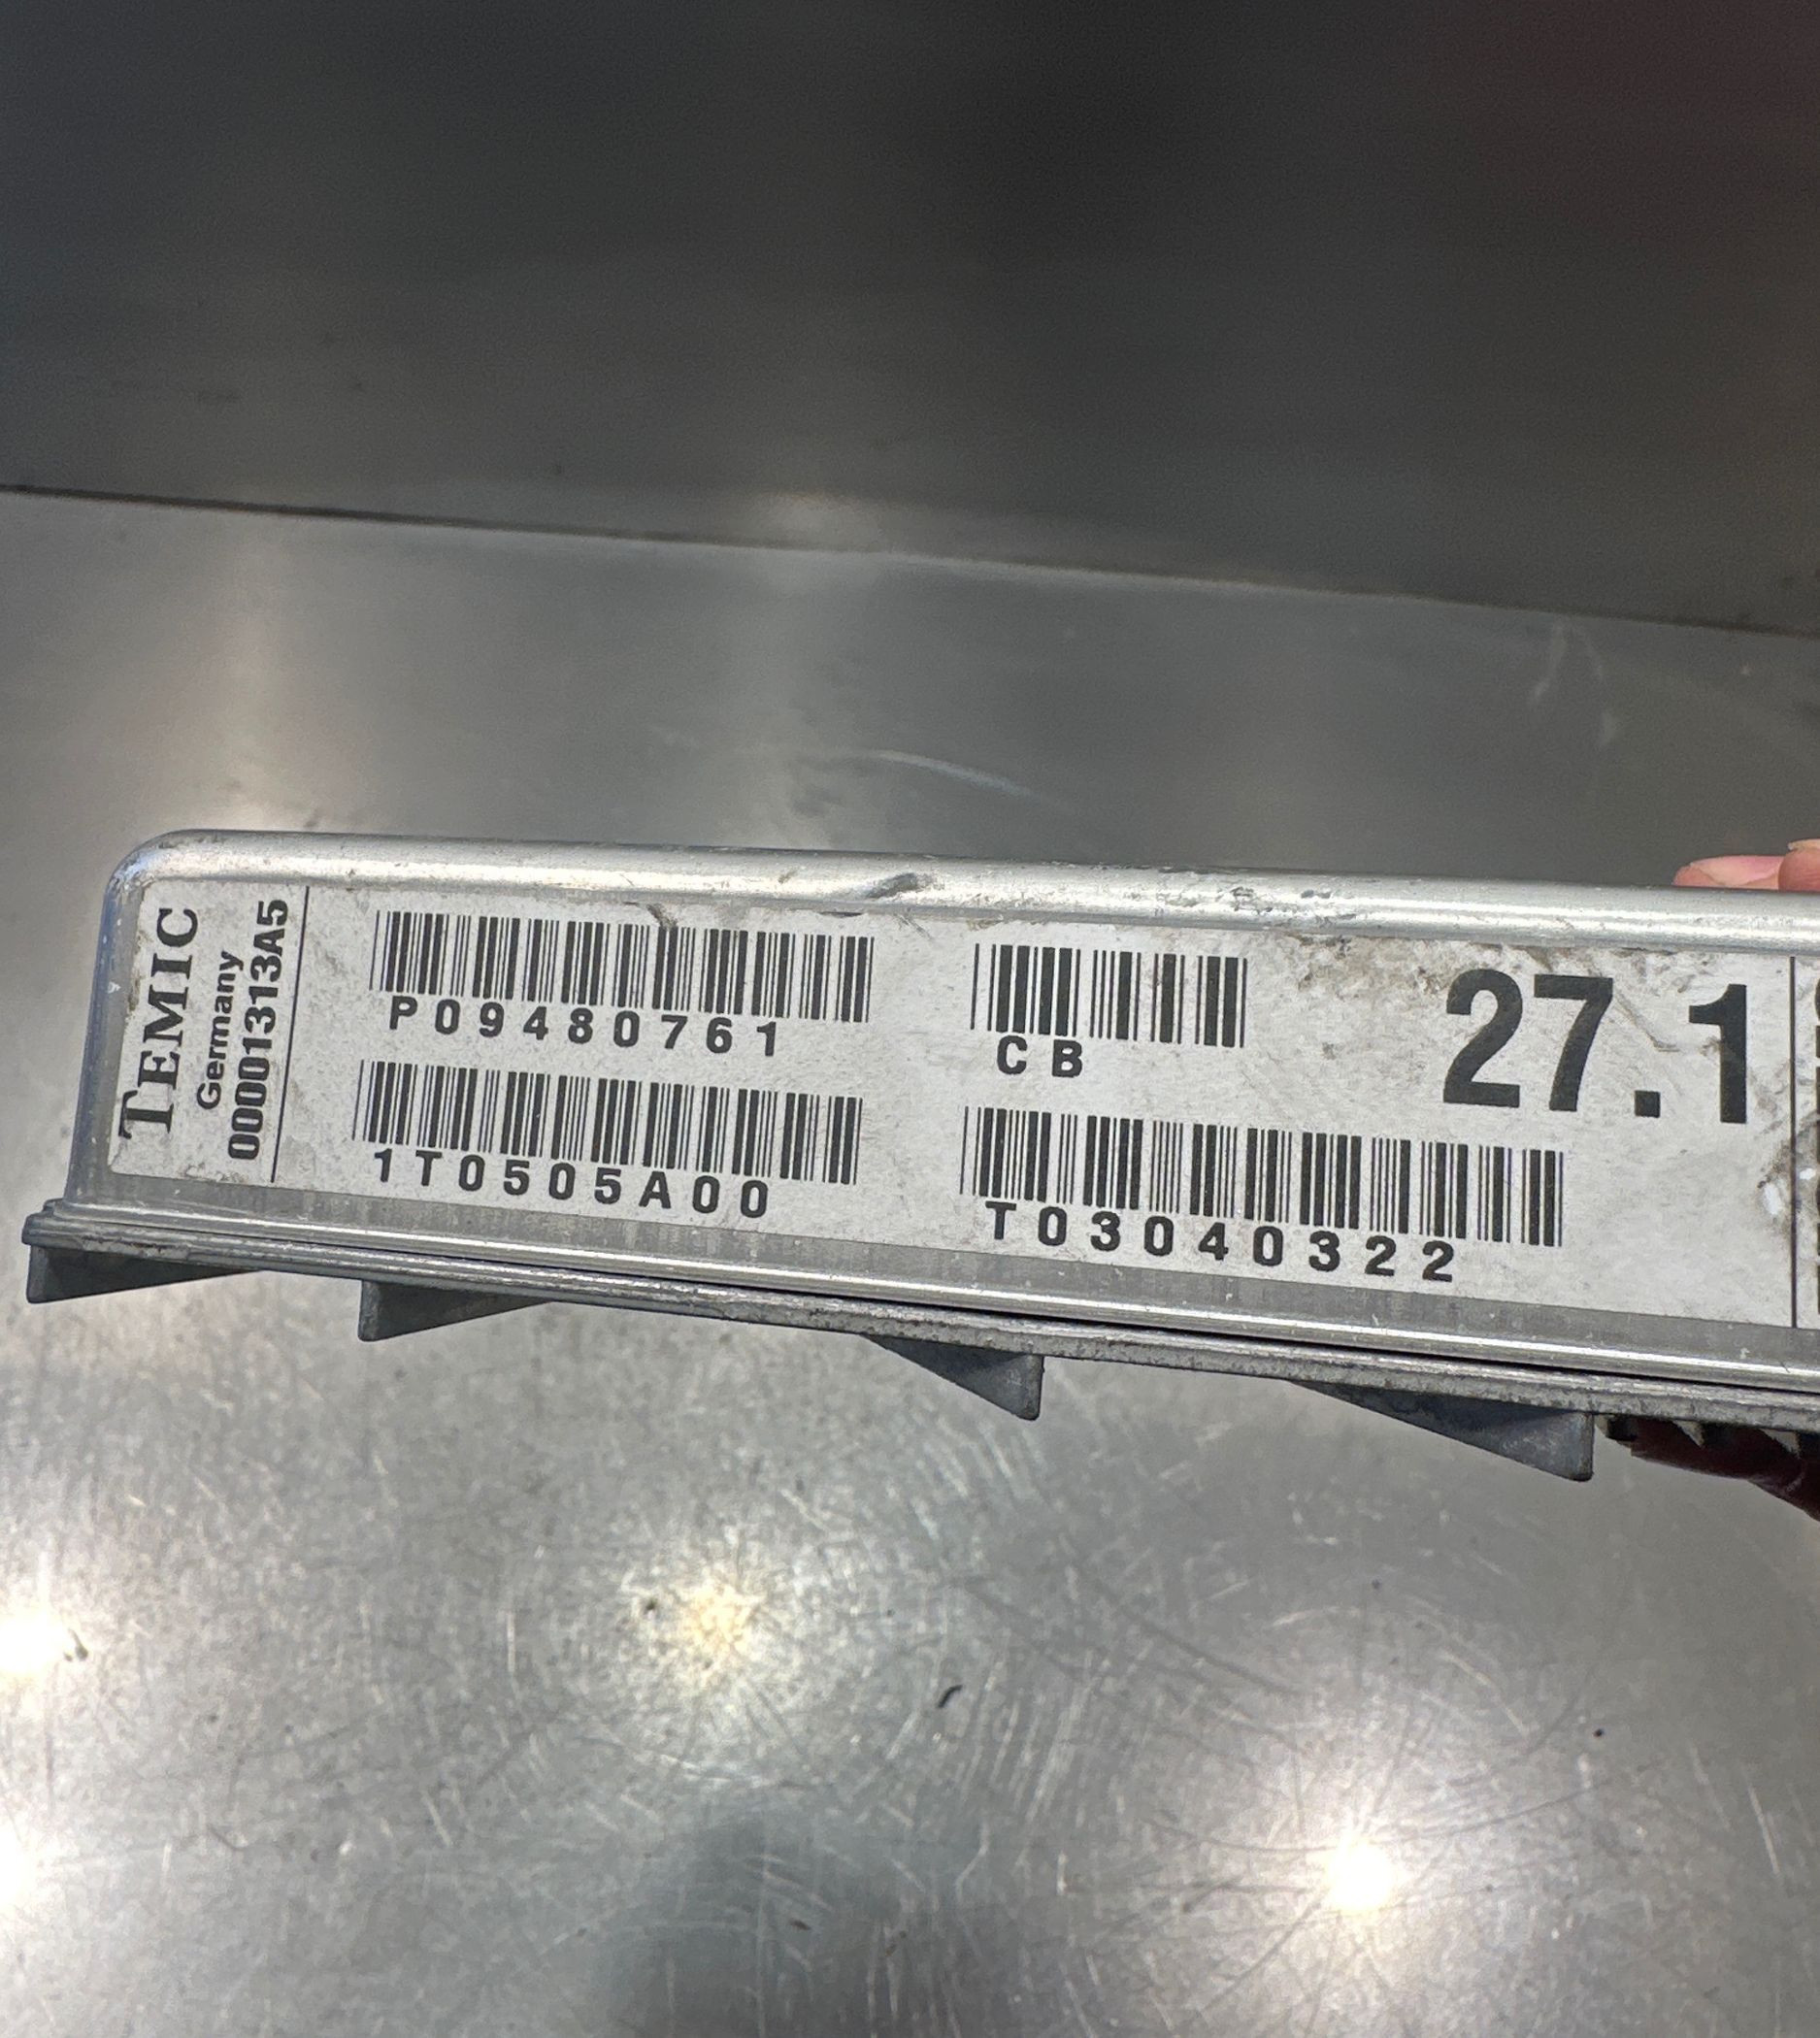 TEMIC
Germany
00001313A5
P09480761
CB
27.1
1T0505A00
T03040322